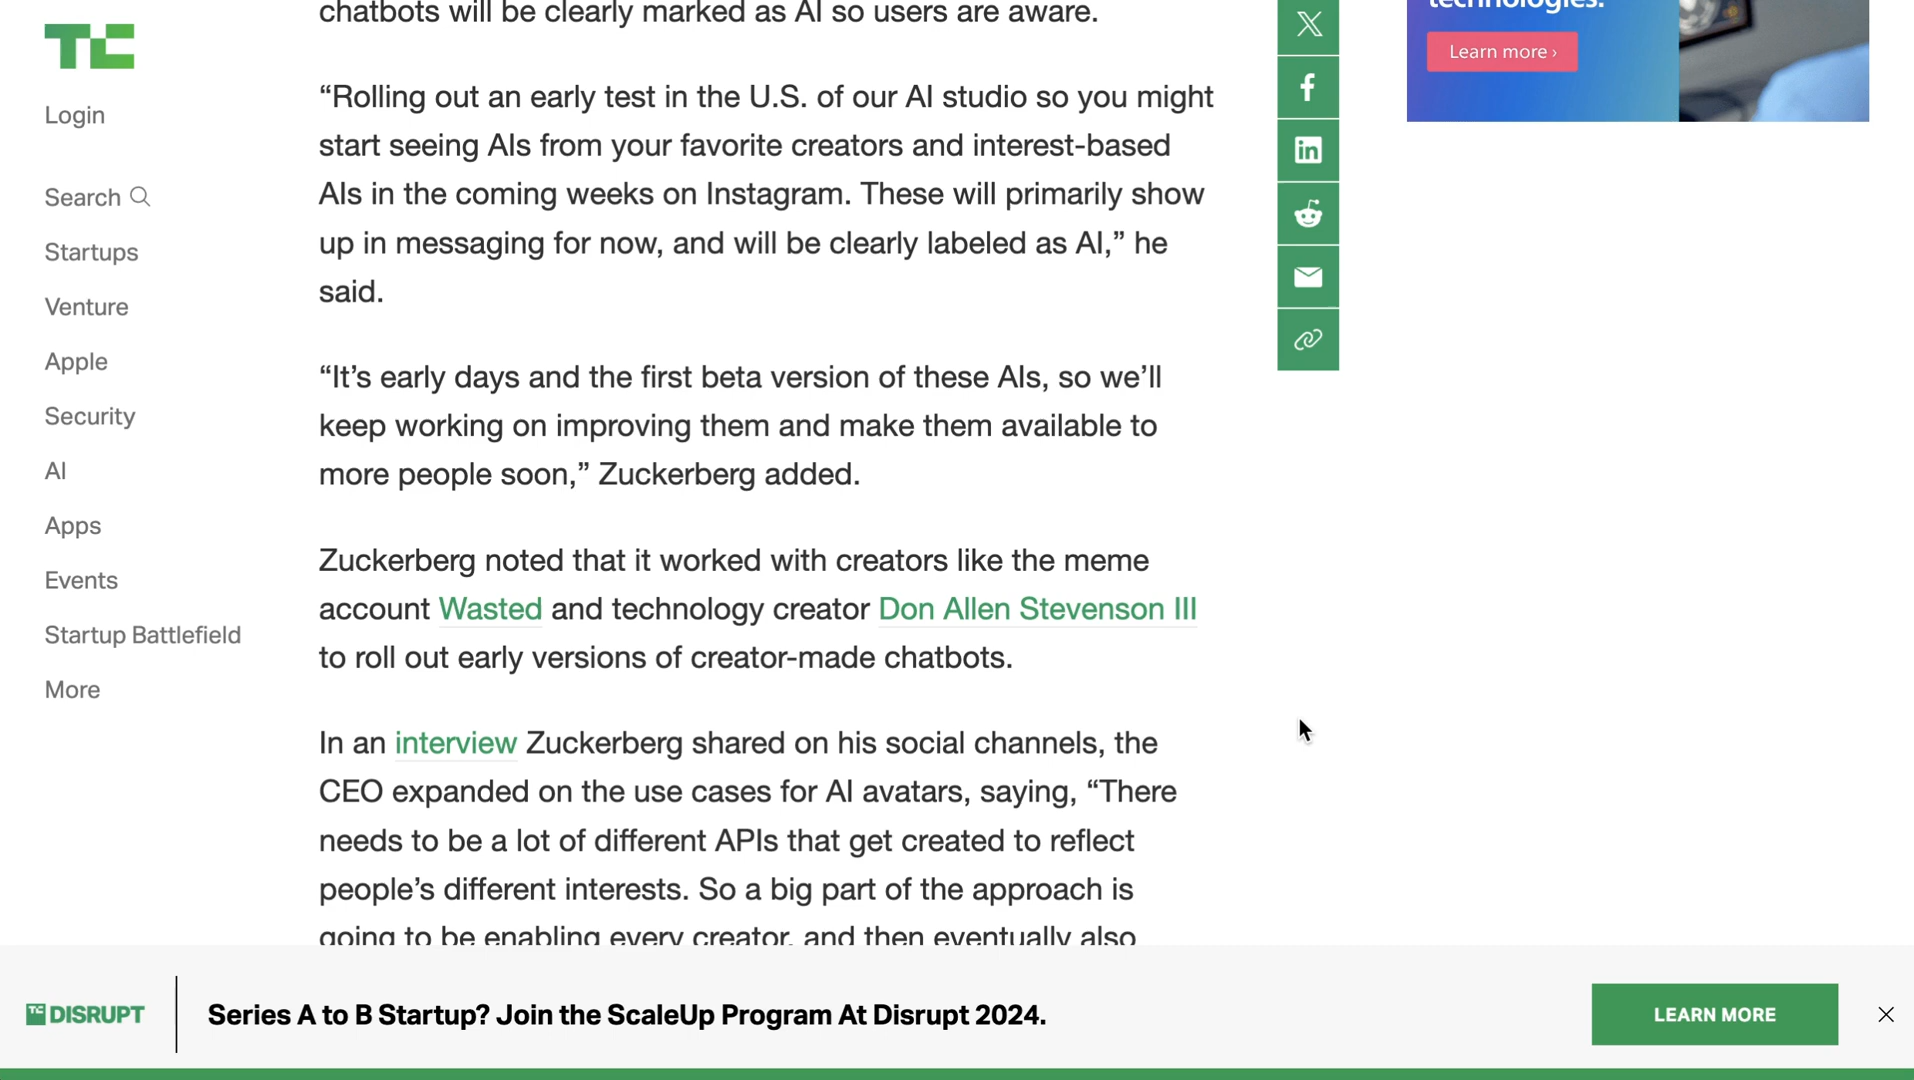 chatbots will be clearly marked as AI so users are aware.
technologies.
Learn more ›
TC
Login
Search
Startups
Venture
Apple
Security
AI
Apps
Events
Startup Battlefield
More
“Rolling out an early test in the U.S. of our AI studio so you might
start seeing AIs from your favorite creators and interest-based
AIs in the coming weeks on Instagram. These will primarily show
up in messaging for now, and will be clearly labeled as AI,” he
said.
“It’s early days and the first beta version of these AIs, so we’ll
keep working on improving them and make them available to
more people soon,” Zuckerberg added.
Zuckerberg noted that it worked with creators like the meme
account Wasted and technology creator Don Allen Stevenson III
to roll out early versions of creator-made chatbots.
In an interview Zuckerberg shared on his social channels, the
CEO expanded on the use cases for AI avatars, saying, “There
needs to be a lot of different APIs that get created to reflect
people’s different interests. So a big part of the approach is
going to be enabling every creator, and then eventually also
TC DISRUPT
Series A to B Startup? Join the ScaleUp Program At Disrupt 2024.
LEARN MORE